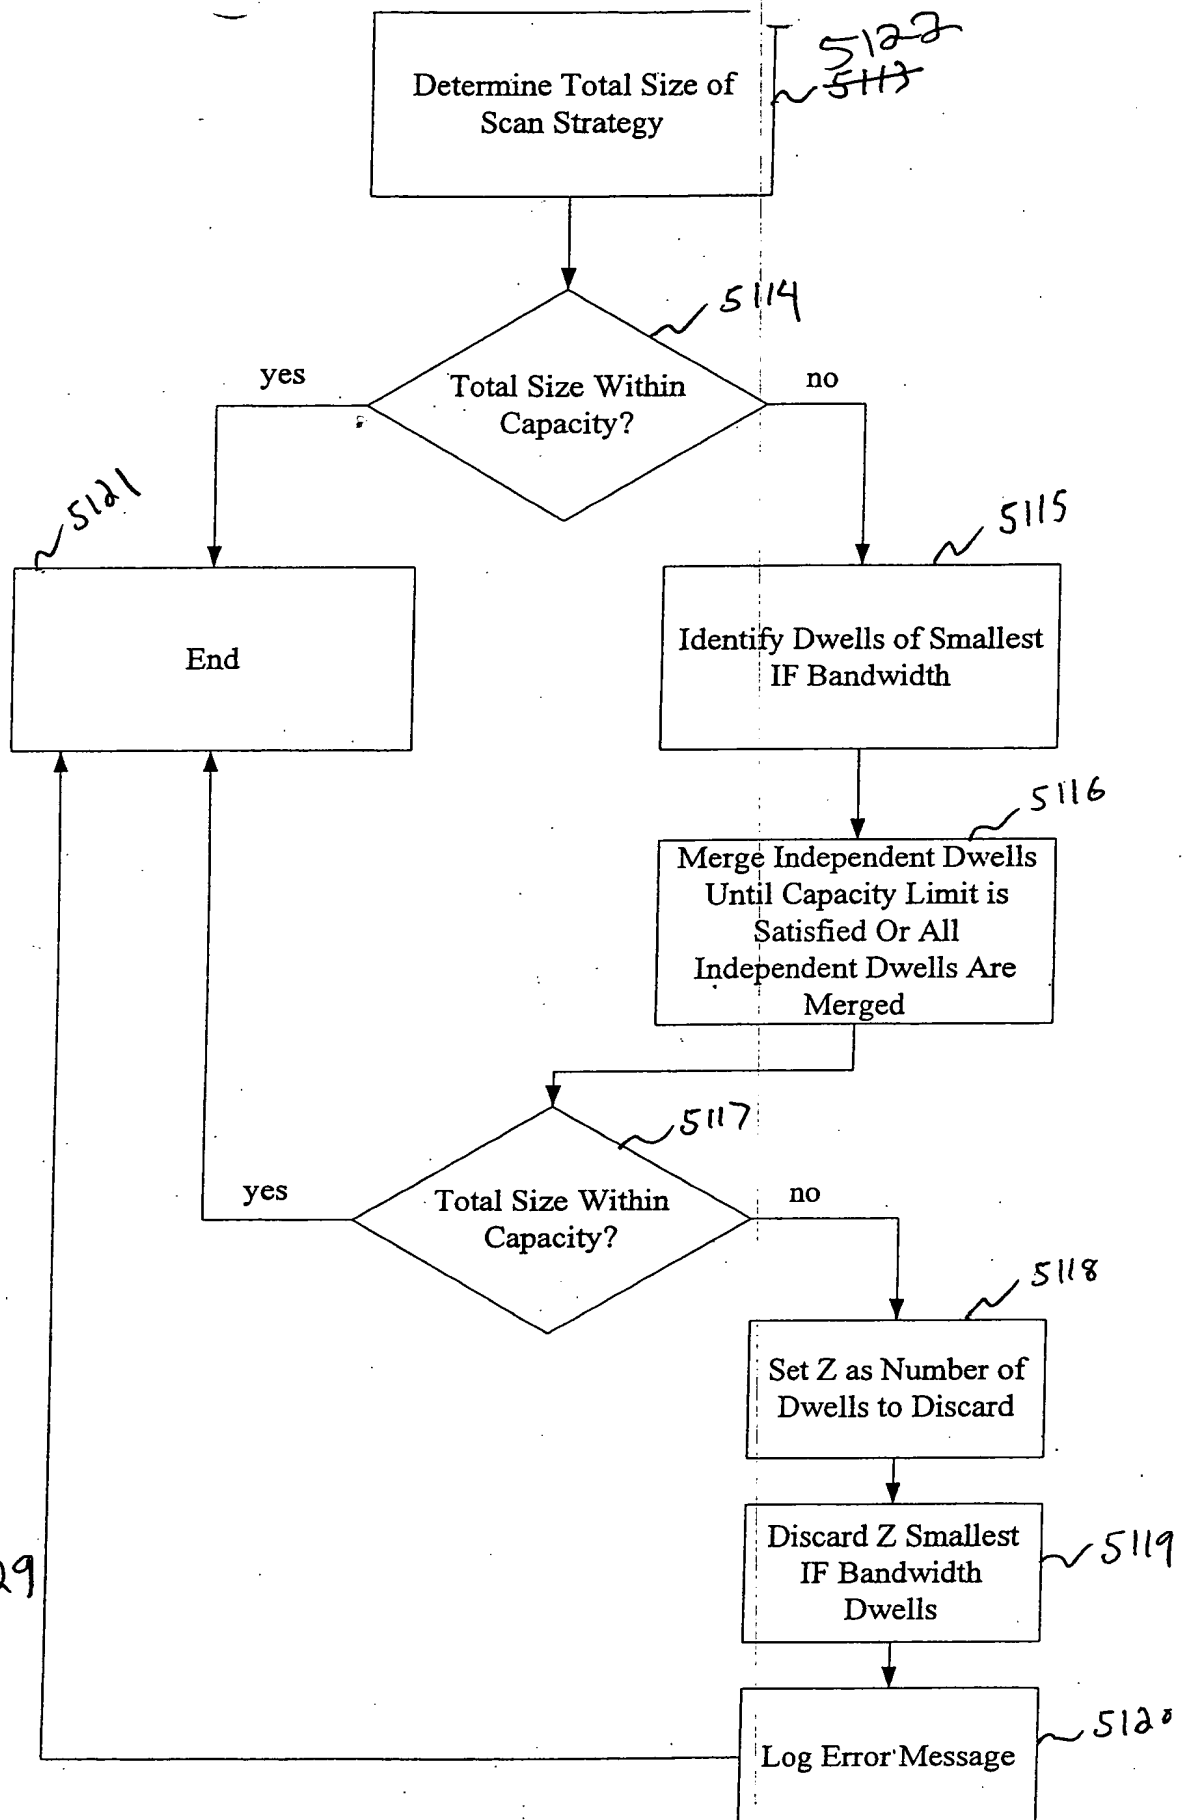 5122
5113
Determine Total Size of
Scan Strategy
5114
yes
Total Size Within
Capacity?
no
5121
5115
End
Identify Dwells of Smallest
IF Bandwidth
5116
Merge Independent Dwells
Until Capacity Limit is
Satisfied Or All
Independent Dwells Are
Merged
5117
yes
Total Size Within
Capacity?
no
5118
Set Z as Number of
Dwells to Discard
Discard Z Smallest
IF Bandwidth
Dwells
5119
29
5120
Log Error Message